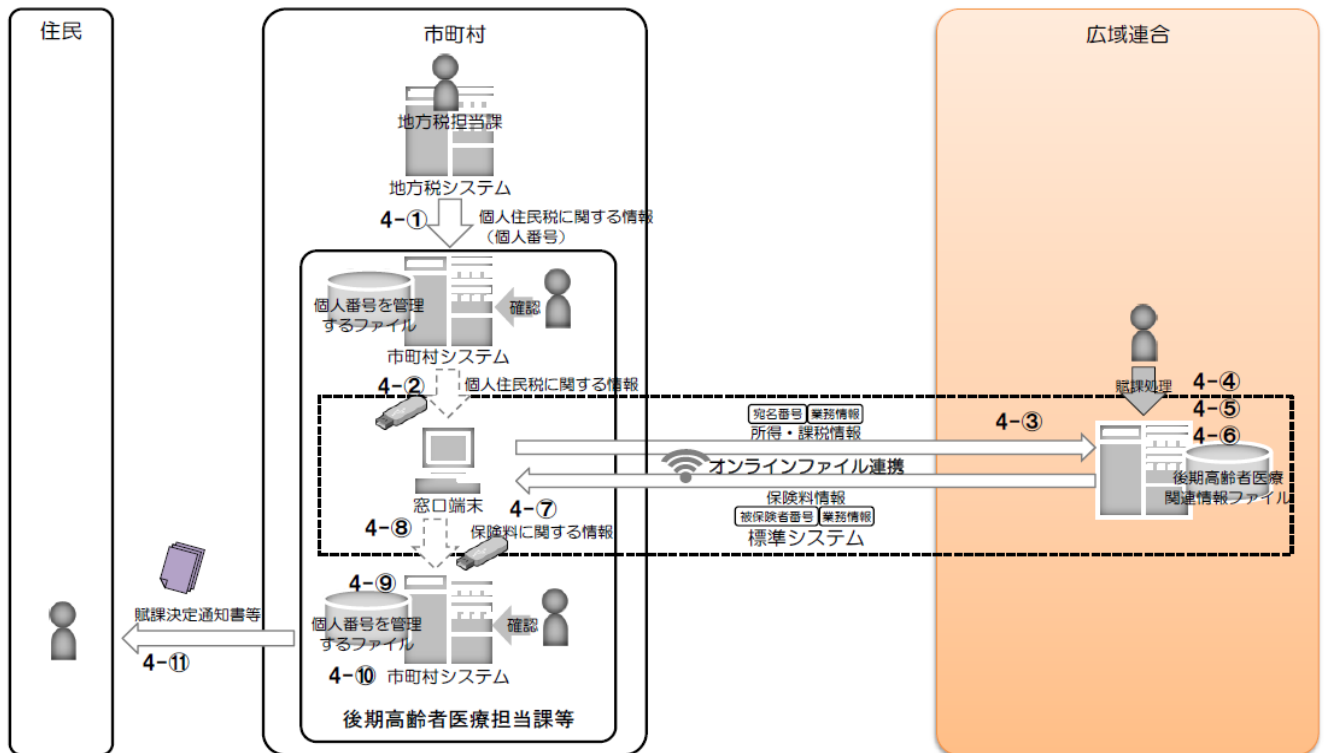 住民
市町村
広域連合
地方税担当課
地方税システム
4-①
個人住民税に関する情報
（個人番号）
個人番号を管理
するファイル
確認
市町村システム
4-②
個人住民税に関する情報
賦課処理
4-④
4-⑤
4-⑥
宛名番号 業務情報
所得・課税情報
4-③
オンラインファイル連携
後期高齢者医療
関連情報ファイル
窓口端末
4-⑦
保険料情報
被保険者番号 業務情報
標準システム
4-⑧
保険料に関する情報
4-⑨
個人番号を管理
するファイル
確認
4-⑩
市町村システム
賦課決定通知書等
4-⑪
後期高齢者医療担当課等